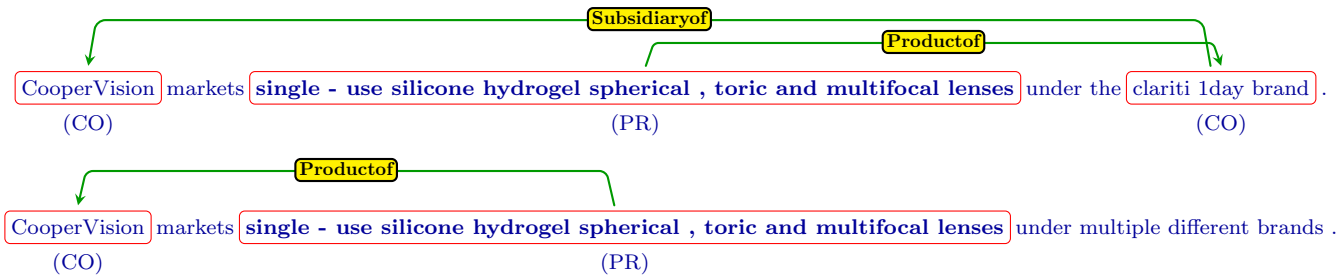 Subsidiaryof
Productof
CooperVision markets single - use silicone hydrogel spherical , toric and multifocal lenses under the clariti 1day brand .
(CO) (PR) (CO)
Productof
CooperVision markets single - use silicone hydrogel spherical , toric and multifocal lenses under multiple different brands .
(CO) (PR)